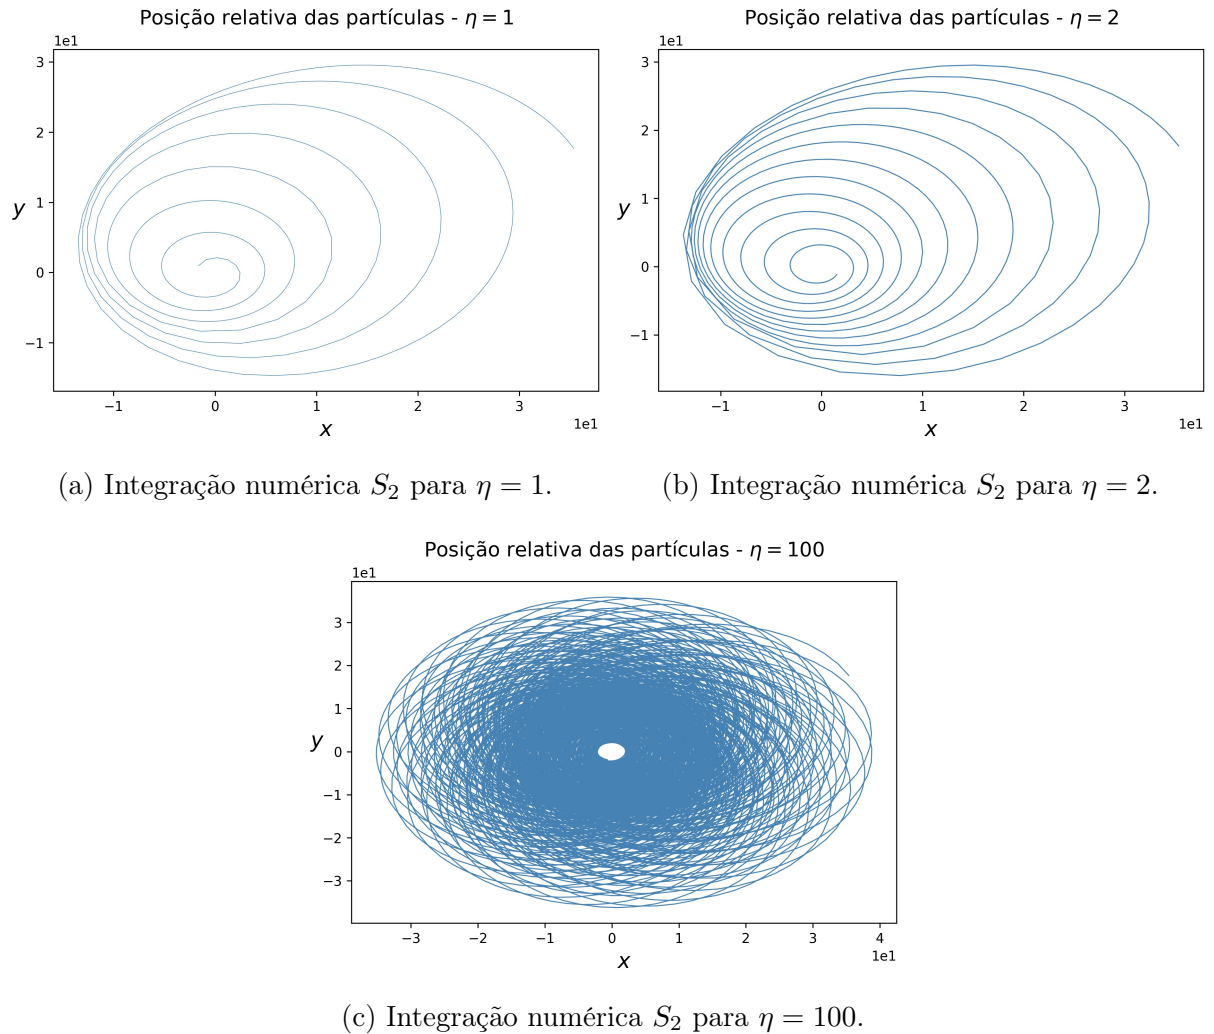 Posição relativa das partículas - η = 1
1e1
3
2
1
0
−1
y
−1
0
1
2
3
1e1
x
(a) Integração numérica S₂ para η = 1.
Posição relativa das partículas - η = 2
1e1
3
2
1
0
−1
y
−1
0
1
2
3
1e1
x
(b) Integração numérica S₂ para η = 2.
Posição relativa das partículas - η = 100
1e1
3
2
1
0
−1
−2
−3
y
−3
−2
−1
0
1
2
3
4
1e1
x
(c) Integração numérica S₂ para η = 100.